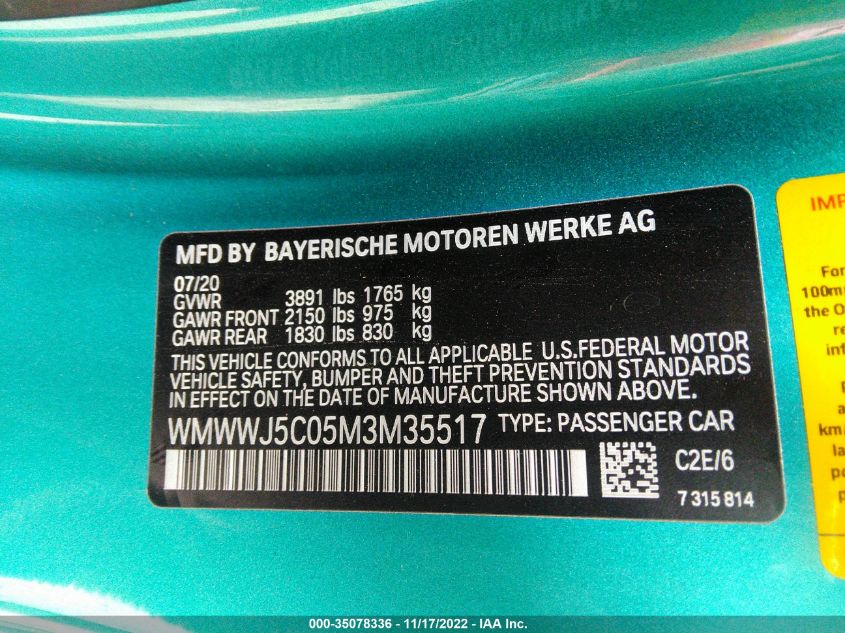 MFD BY BAYERISCHE MOTOREN WERKE AG
07/20
GVWR 3891 lbs 1765 kg
GAWR FRONT 2150 lbs 975 kg
GAWR REAR 1830 lbs 830 kg
THIS VEHICLE CONFORMS TO ALL APPLICABLE U.S.FEDERAL MOTOR
VEHICLE SAFETY, BUMPER AND THEFT PREVENTION STANDARDS
IN EFFECT ON THE DATE OF MANUFACTURE SHOWN ABOVE.
WMWWJ5C05M3M35517 TYPE: PASSENGER CAR
C2E/6
7 315 814
IMP
For
100mm
the O
re
inf
km/
la
po
p
000-35078336 - 11/17/2022 - IAA Inc.